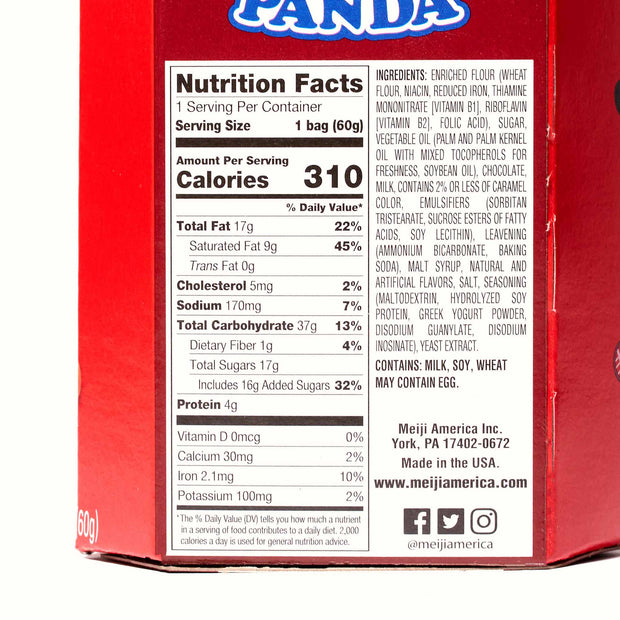 PANDA
Nutrition Facts
1 Serving Per Container
Serving Size 1 bag (60g)
Amount Per Serving
Calories 310
% Daily Value*
Total Fat 17g 22%
Saturated Fat 9g 45%
Trans Fat 0g
Cholesterol 5mg 2%
Sodium 170mg 7%
Total Carbohydrate 37g 13%
Dietary Fiber 1g 4%
Total Sugars 17g
Includes 16g Added Sugars 32%
Protein 4g
Vitamin D 0mcg 0%
Calcium 30mg 2%
Iron 2.1mg 10%
Potassium 100mg 2%
*The % Daily Value (DV) tells you how much a nutrient
in a serving of food contributes to a daily diet. 2,000
calories a day is used for general nutrition advice.
INGREDIENTS: ENRICHED FLOUR (WHEAT
FLOUR, NIACIN, REDUCED IRON, THIAMINE
MONONITRATE [VITAMIN B1], RIBOFLAVIN
[VITAMIN B2], FOLIC ACID), SUGAR,
VEGETABLE OIL (PALM AND PALM KERNEL
OIL WITH MIXED TOCOPHEROLS FOR
FRESHNESS, SOYBEAN OIL), CHOCOLATE,
MILK, CONTAINS 2% OR LESS OF CARAMEL
COLOR, EMULSIFIERS (SORBITAN
TRISTEARATE, SUCROSE ESTERS OF FATTY
ACIDS, SOY LECITHIN), LEAVENING
(AMMONIUM BICARBONATE, BAKING
SODA), MALT SYRUP, NATURAL AND
ARTIFICIAL FLAVORS, SALT, SEASONING
(MALTODEXTRIN, HYDROLYZED SOY
PROTEIN, GREEK YOGURT POWDER,
DISODIUM GUANYLATE, DISODIUM
INOSINATE), YEAST EXTRACT.
CONTAINS: MILK, SOY, WHEAT
MAY CONTAIN EGG.
Meiji America Inc.
York, PA 17402-0672
Made in the USA.
www.meijiamerica.com
@meijiamerica
60g)